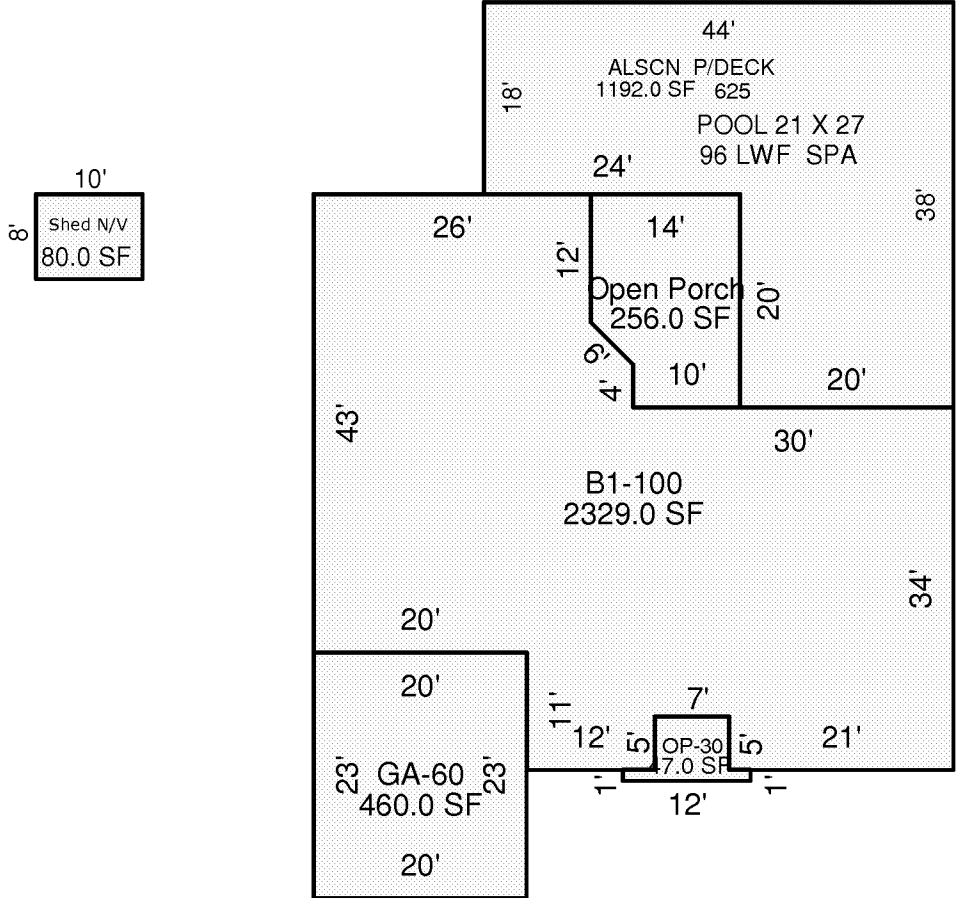 44'
ALSCN P/DECK
1192.0 SF 625
18'
POOL 21 X 27
96 LWF SPA
24'
38'
10'
8'
Shed N/V
80.0 SF
26'
14'
12'
Open Porch
256.0 SF
20'
6'
4'
10'
20'
43'
30'
B1-100
2329.0 SF
34'
20'
20'
11'
7'
12'
5'
OP-30
5'
21'
23'
GA-60
460.0 SF
23'
1'
12'
1'
20'